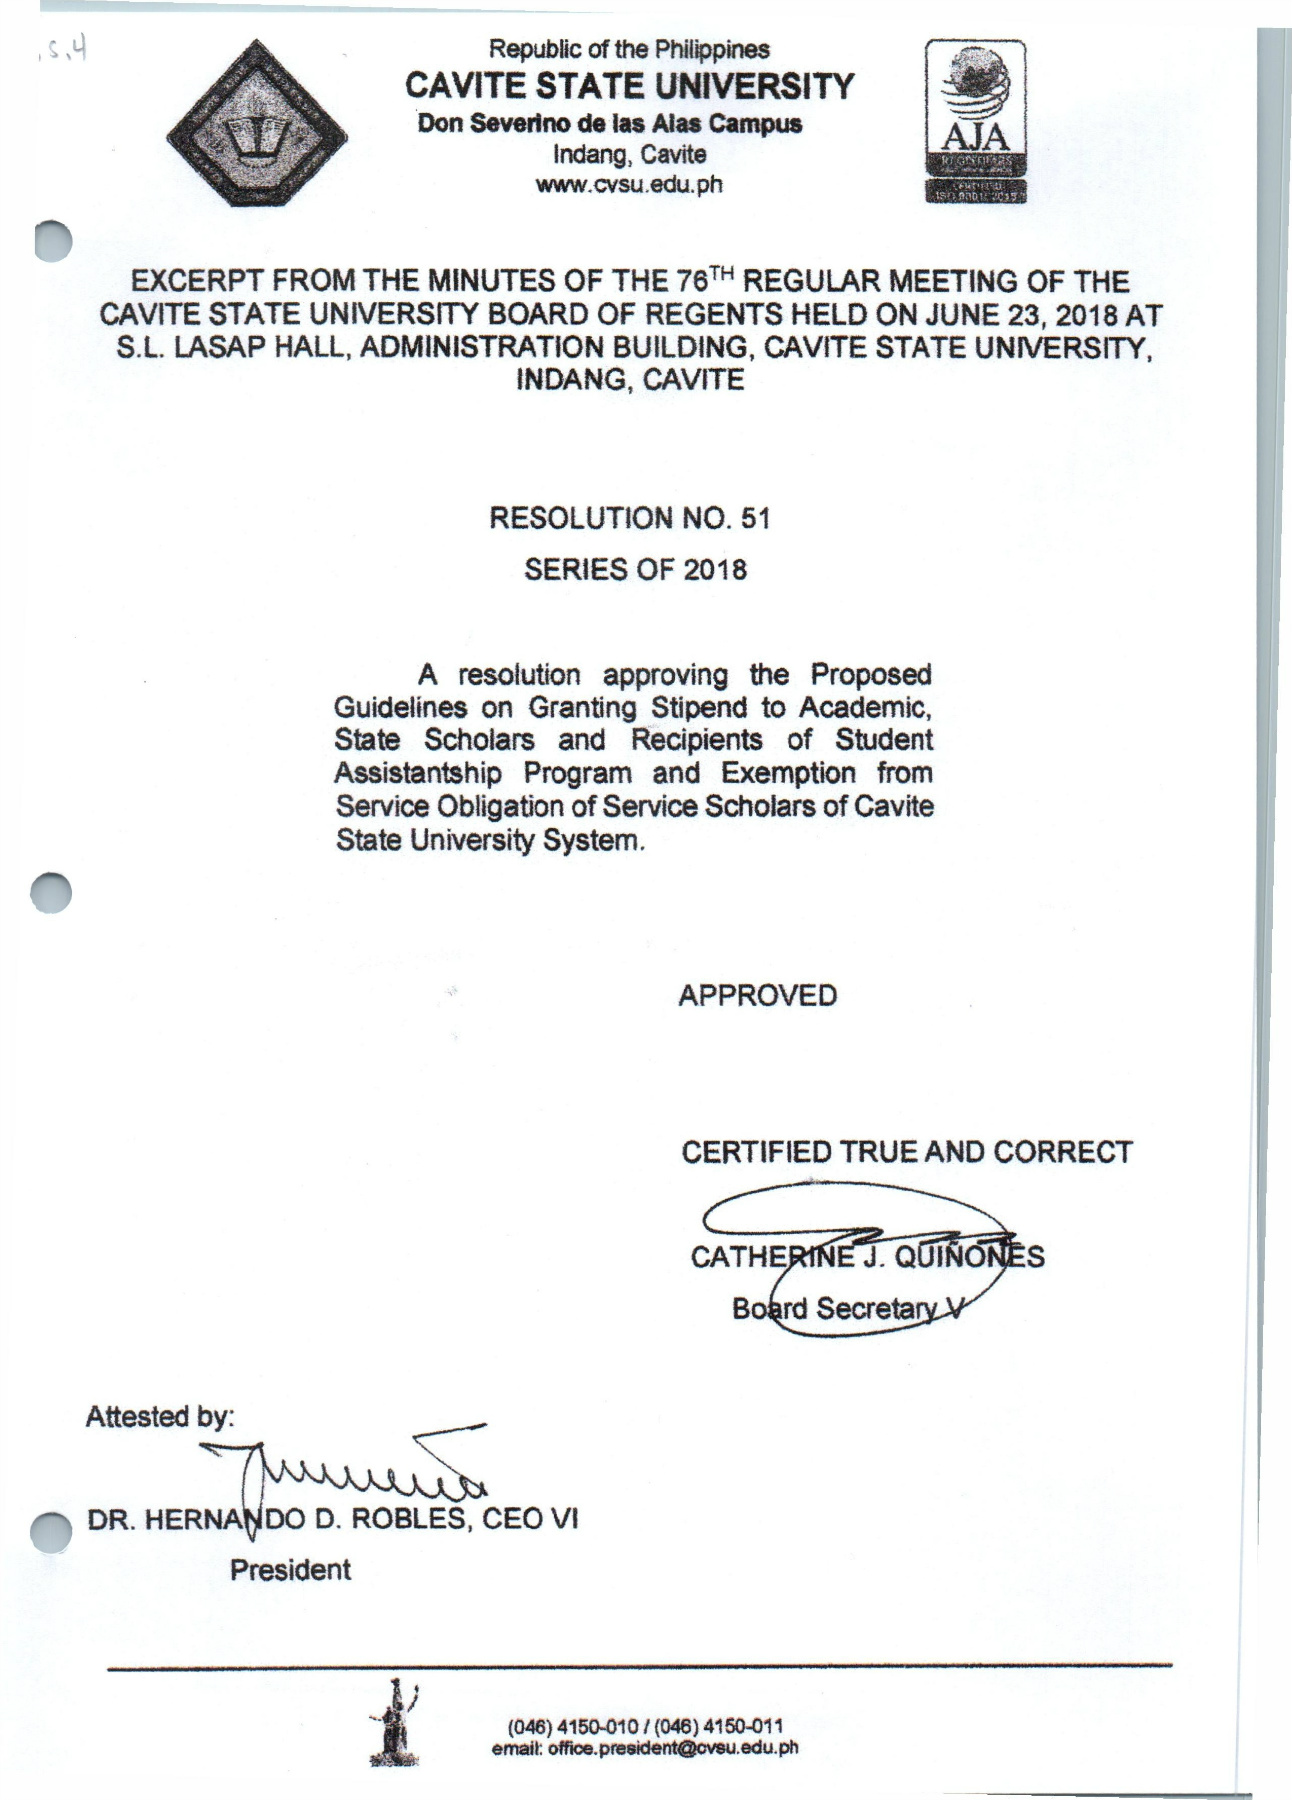 s.4
Republic of the Philippines
CAVITE STATE UNIVERSITY
Don Severino de las Alas Campus
Indang, Cavite
www.cvsu.edu.ph
AJA
REGISTRARS
CERTIFIED
ISO 9001:2015
EXCERPT FROM THE MINUTES OF THE 76TH REGULAR MEETING OF THE
CAVITE STATE UNIVERSITY BOARD OF REGENTS HELD ON JUNE 23, 2018 AT
S.L. LASAP HALL, ADMINISTRATION BUILDING, CAVITE STATE UNIVERSITY,
INDANG, CAVITE
RESOLUTION NO. 51
SERIES OF 2018
A resolution approving the Proposed
Guidelines on Granting Stipend to Academic,
State Scholars and Recipients of Student
Assistantship Program and Exemption from
Service Obligation of Service Scholars of Cavite
State University System.
APPROVED
CERTIFIED TRUE AND CORRECT
CATHERINE J. QUIÑONES
Board Secretary V
Attested by:
DR. HERNANDO D. ROBLES, CEO VI
President
(046) 4150-010 / (046) 4150-011
email: office.president@cvsu.edu.ph